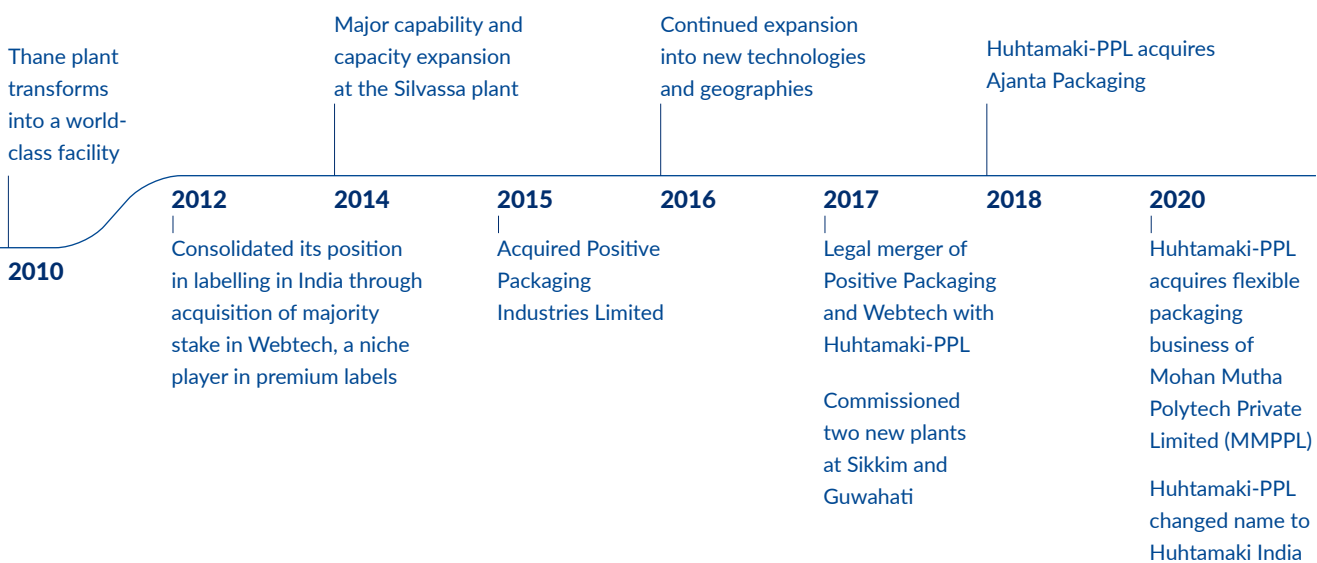 Thane plant
transforms
into a world-
class facility
2010
2012
Consolidated its position
in labelling in India through
acquisition of majority
stake in Webtech, a niche
player in premium labels
Major capability and
capacity expansion
at the Silvassa plant
2014
2015
Acquired Positive
Packaging
Industries Limited
Continued expansion
into new technologies
and geographies
2016
2017
Legal merger of
Positive Packaging
and Webtech with
Huhtamaki-PPL
Commissioned
two new plants
at Sikkim and
Guwahati
Huhtamaki-PPL acquires
Ajanta Packaging
2018
2020
Huhtamaki-PPL
acquires flexible
packaging
business of
Mohan Mutha
Polytech Private
Limited (MMPPL)
Huhtamaki-PPL
changed name to
Huhtamaki India